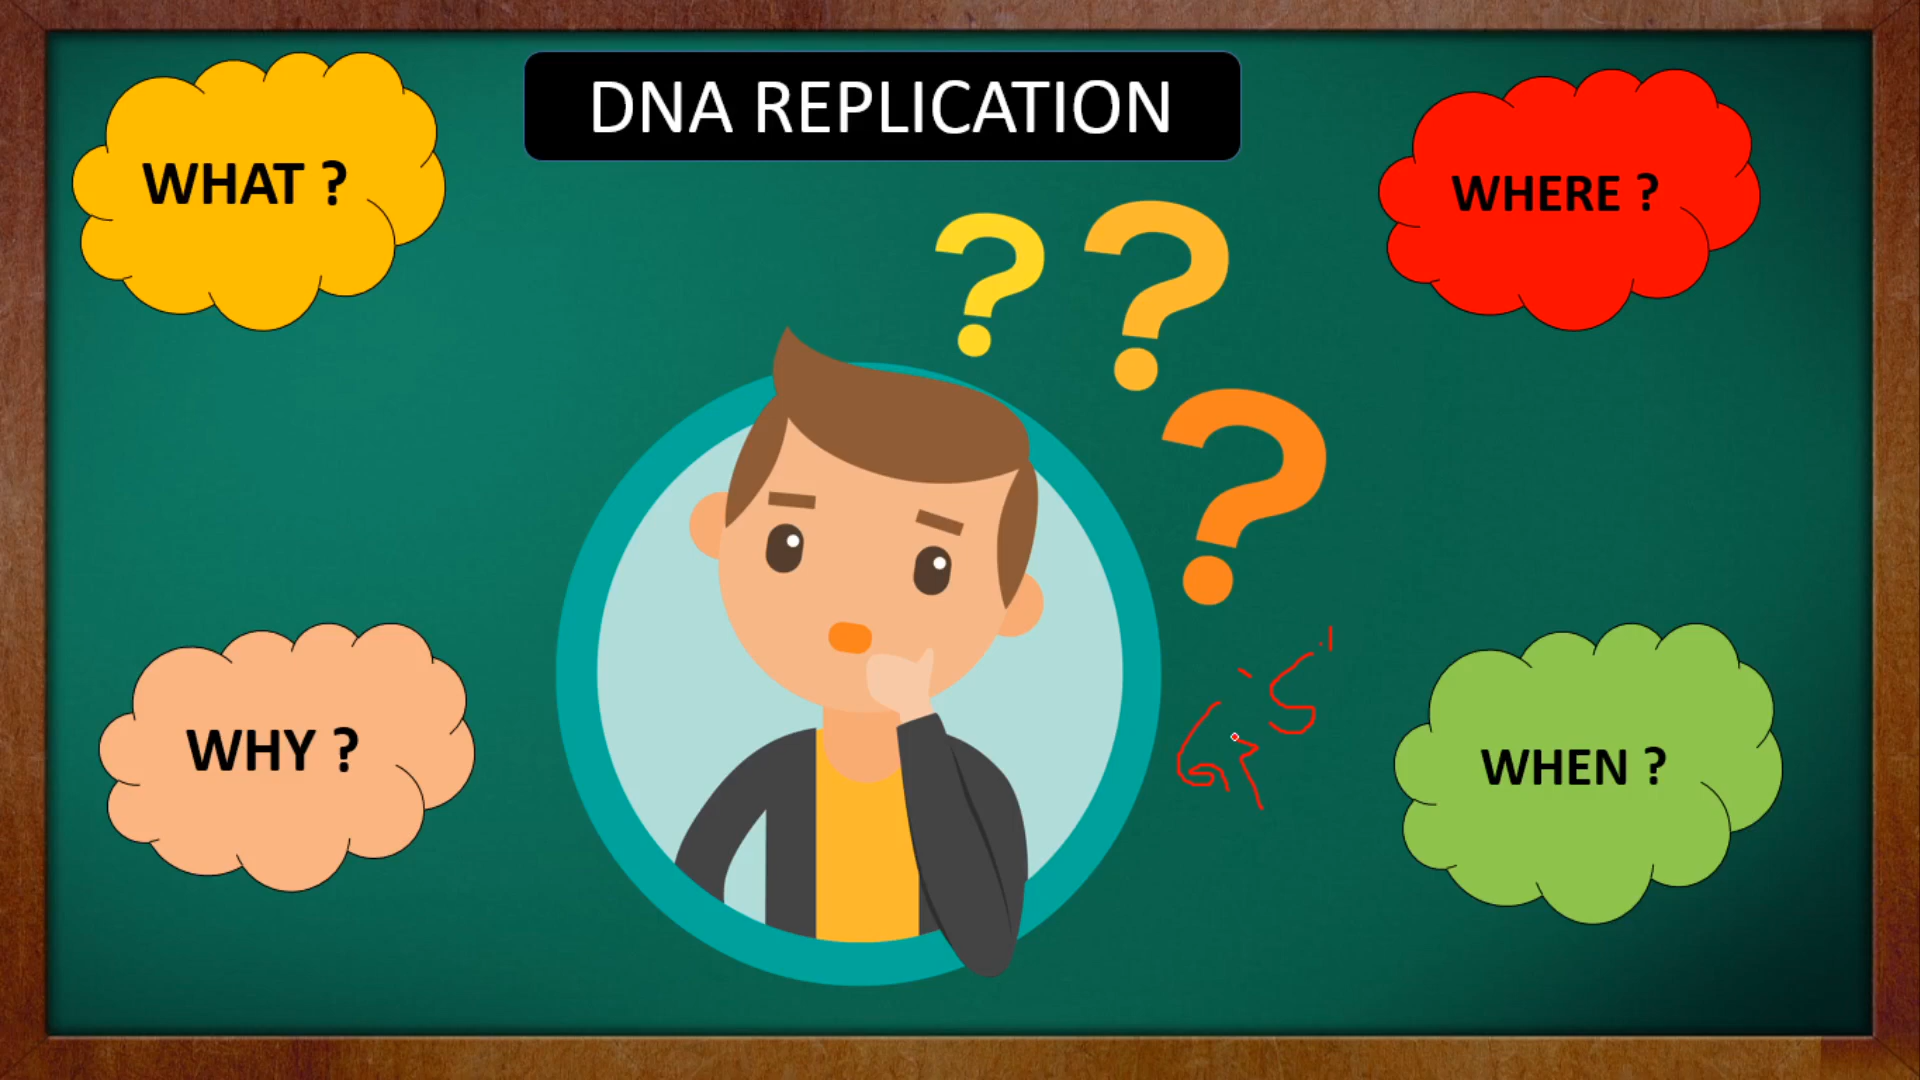 DNA REPLICATION
WHAT ?
WHERE ?
?
?
?
WHY ?
WHEN ?